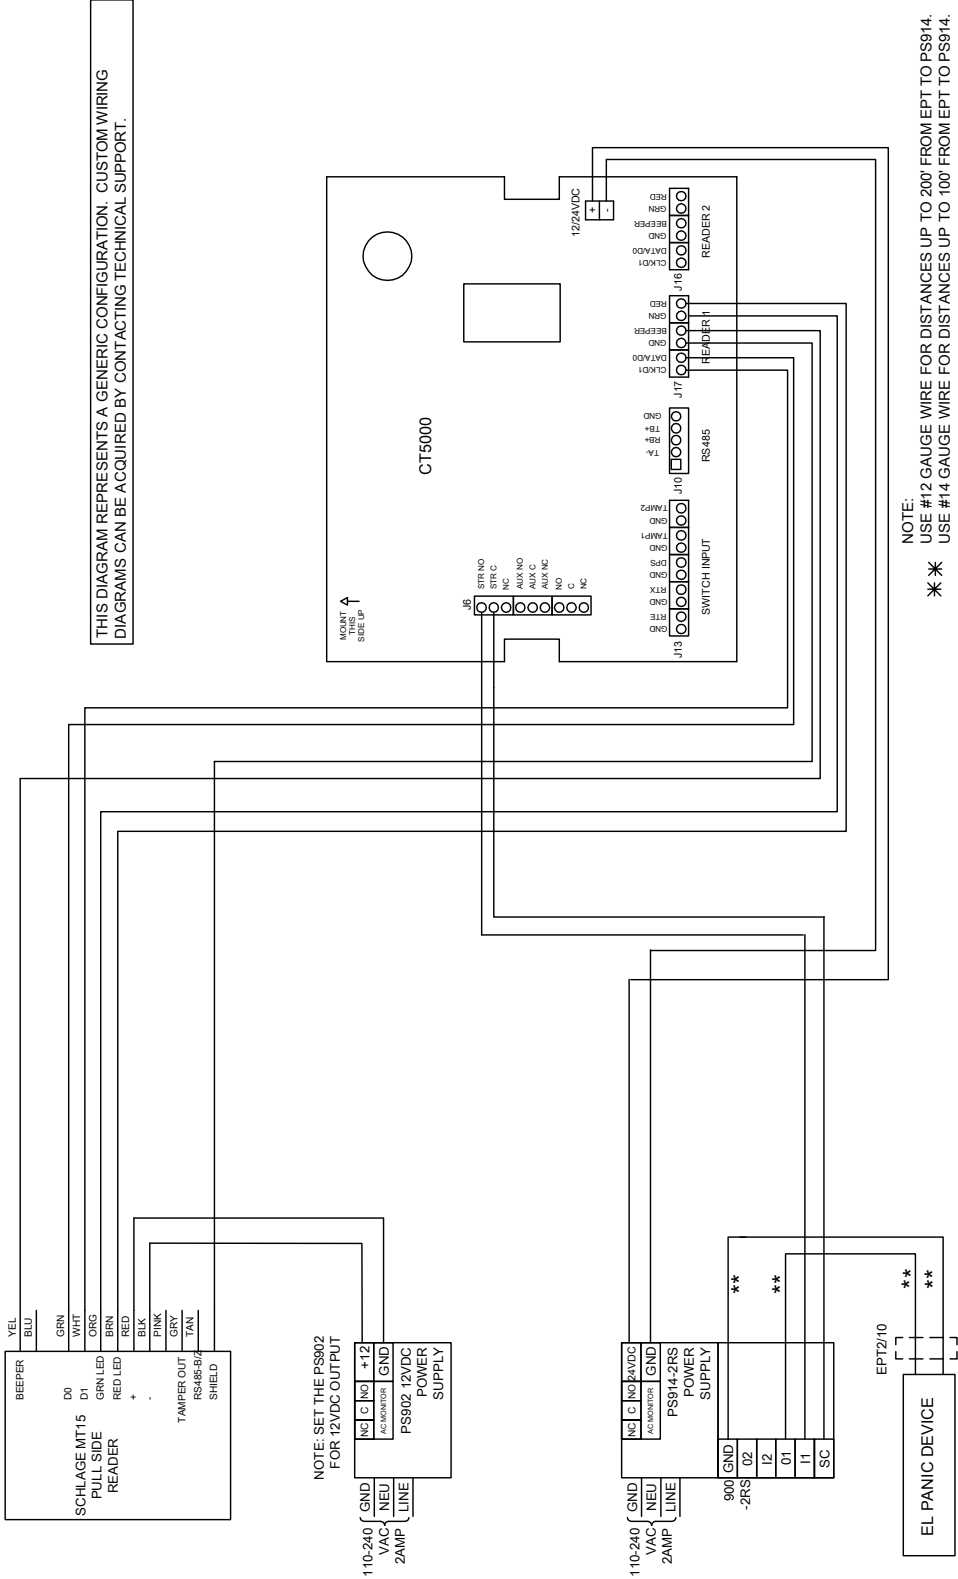 THIS DIAGRAM REPRESENTS A GENERIC CONFIGURATION. CUSTOM WIRING
DIAGRAMS CAN BE ACQUIRED BY CONTACTING TECHNICAL SUPPORT.
SCHLAGE MT15
PULL SIDE
READER
BEEPER
D0
D1
GRN LED
RED LED
+
-
TAMPER OUT
RS485-B/Z
SHIELD
YEL
BLU
GRN
WHT
ORG
BRN
RED
BLK
PINK
GRY
TAN
MOUNT
THIS
SIDE UP
CT5000
J6
STR NO
STR C
NC
AUX NO
AUX C
AUX NC
NO
C
NC
12/24VDC
+
-
J13
GND
RTE
GND
RTX
GND
DPS
GND
TAMP1
GND
TAMP2
SWITCH INPUT
J10
TA-
RB+
TB+
GND
RS485
J17
CLK/D1
DATA/D0
GND
BEEPER
GRN
RED
READER 1
J16
CLK/D1
DATA/D0
GND
BEEPER
GRN
RED
READER 2
NOTE: SET THE PS902
FOR 12VDC OUTPUT
110-240
VAC
2AMP
GND
NEU
LINE
NC C NO +12
AC MONITOR GND
PS902 12VDC
POWER
SUPPLY
110-240
VAC
2AMP
GND
NEU
LINE
NC C NO 24VDC
AC MONITOR GND
PS914-2RS
POWER
SUPPLY
900
-2RS
GND
02
I2
01
I1
SC
**
**
**
**
EPT2/10
EL PANIC DEVICE
NOTE:
** USE #12 GAUGE WIRE FOR DISTANCES UP TO 200' FROM EPT TO PS914.
USE #14 GAUGE WIRE FOR DISTANCES UP TO 100' FROM EPT TO PS914.